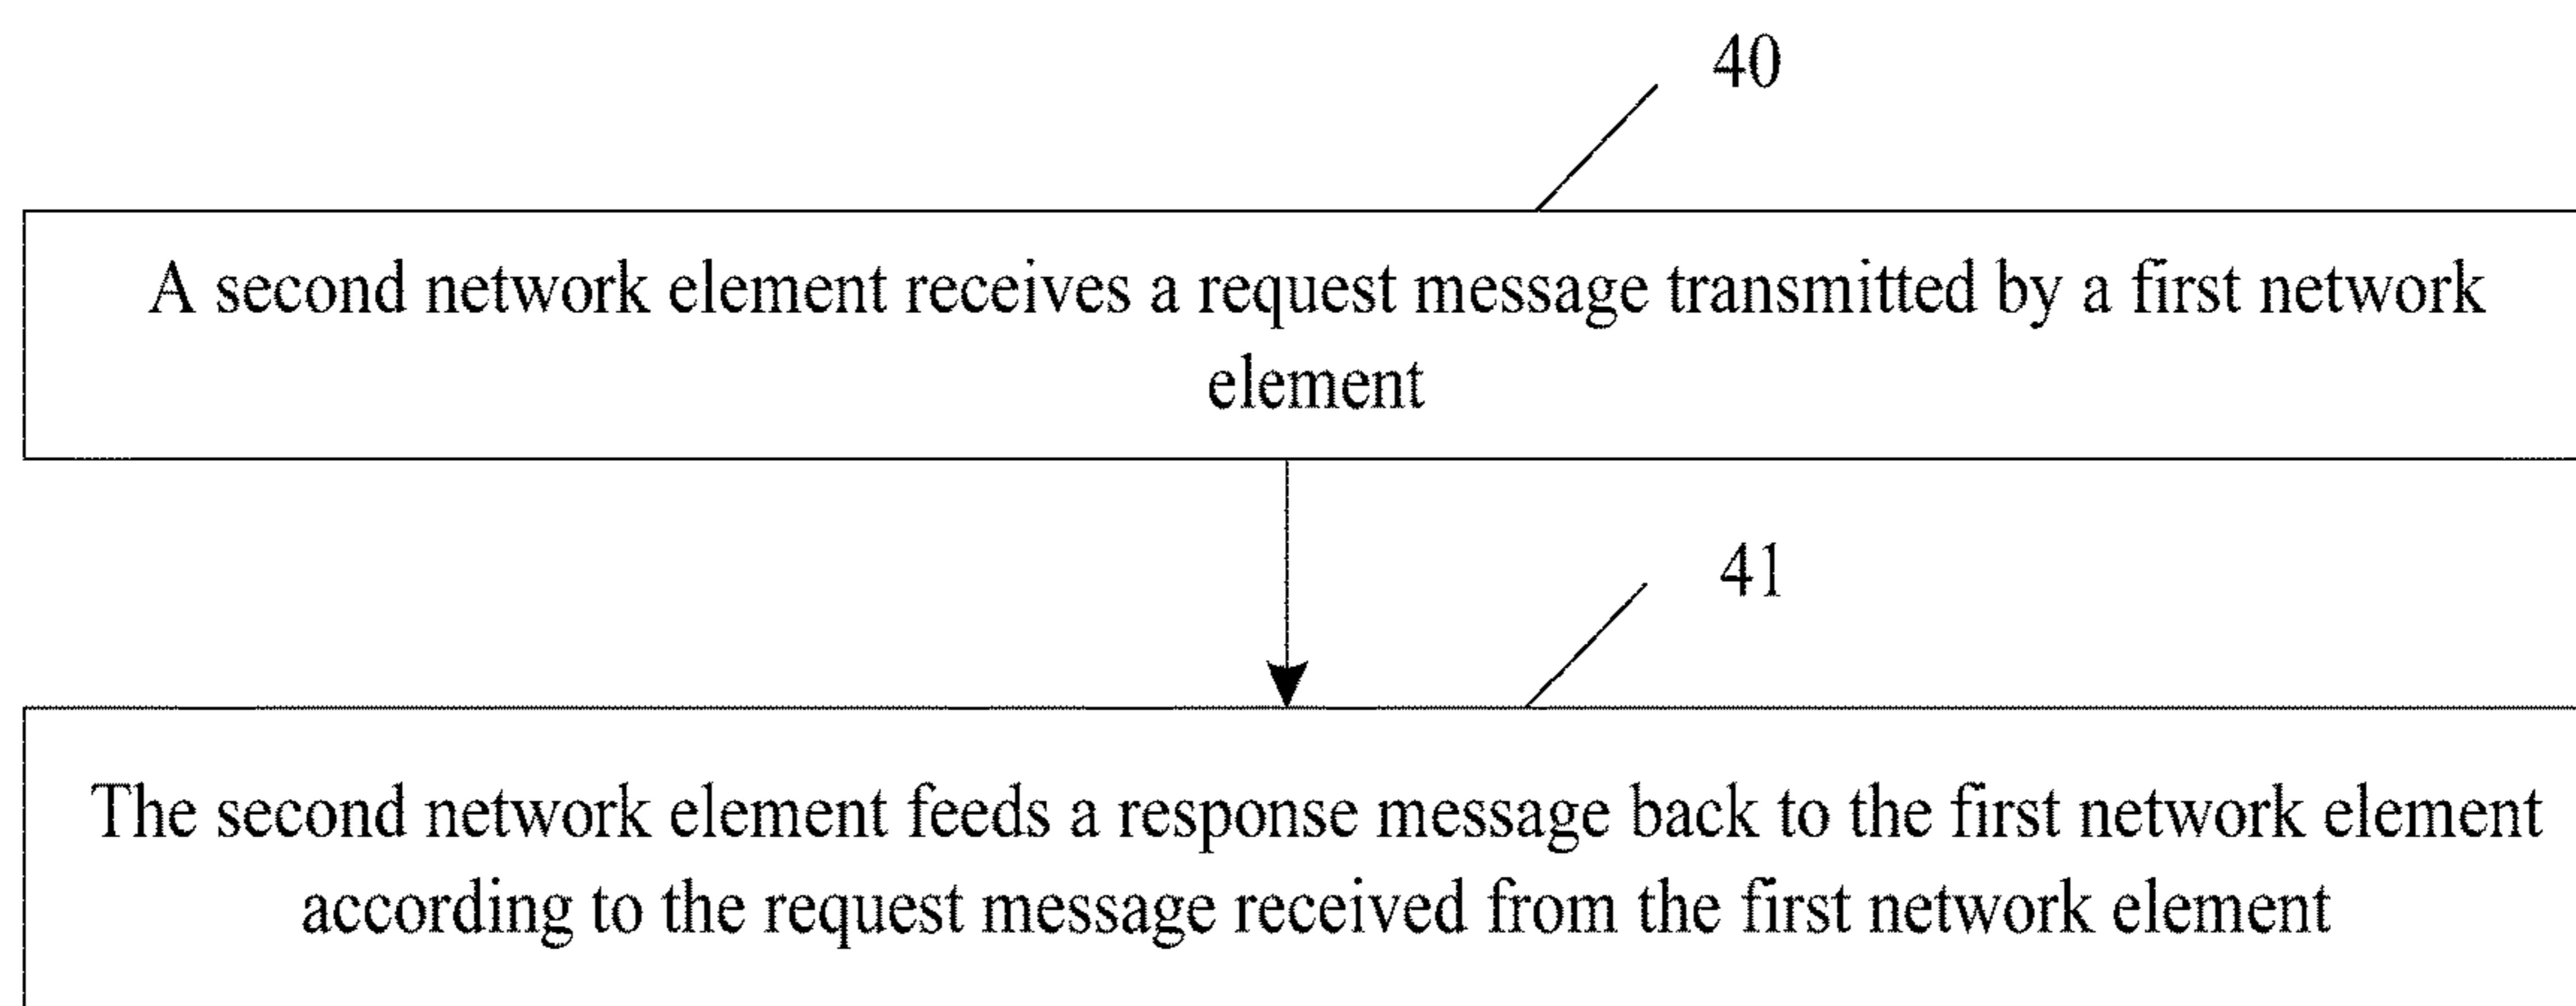 40
A second network element receives a request message transmitted by a first network
element
41
The second network element feeds a response message back to the first network element
according to the request message received from the first network element